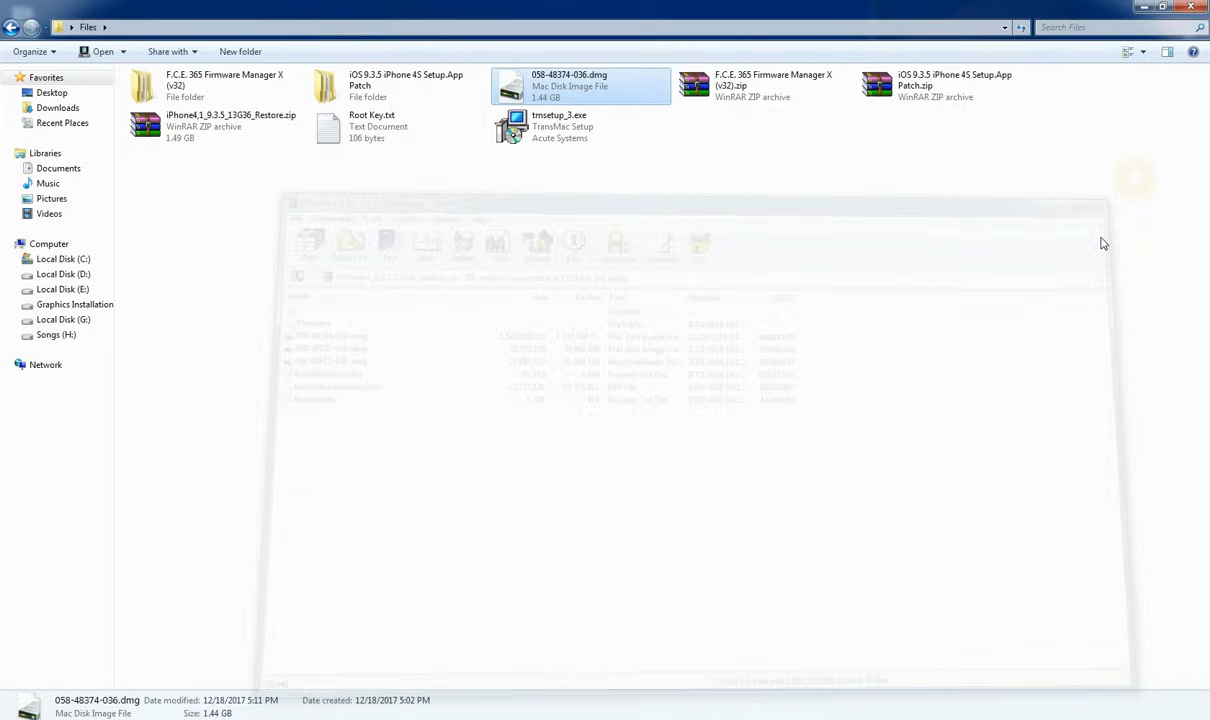 Files
Search Files
Organize
Open
Share with
New folder
Favorites
Desktop
Downloads
Recent Places
Libraries
Documents
Music
Pictures
Videos
Computer
Local Disk (C:)
Local Disk (D:)
Local Disk (E:)
Graphics Installation
Local Disk (G:)
Songs (H:)
Network
F.C.E. 365 Firmware Manager X
(v32)
File folder
iOS 9.3.5 iPhone 4S Setup.App
Patch
File folder
058-48374-036.dmg
Mac Disk Image File
1.44 GB
F.C.E. 365 Firmware Manager X
(v32).zip
WinRAR ZIP archive
iOS 9.3.5 iPhone 4S Setup.App
Patch.zip
WinRAR ZIP archive
iPhone4,1_9.3.5_13G36_Restore.zip
WinRAR ZIP archive
1.49 GB
Root Key.txt
Text Document
106 bytes
tmsetup_3.exe
TransMac Setup
Acute Systems
058-48374-036.dmg Date modified: 12/18/2017 5:11 PM Date created: 12/18/2017 5:02 PM
Mac Disk Image File Size: 1.44 GB